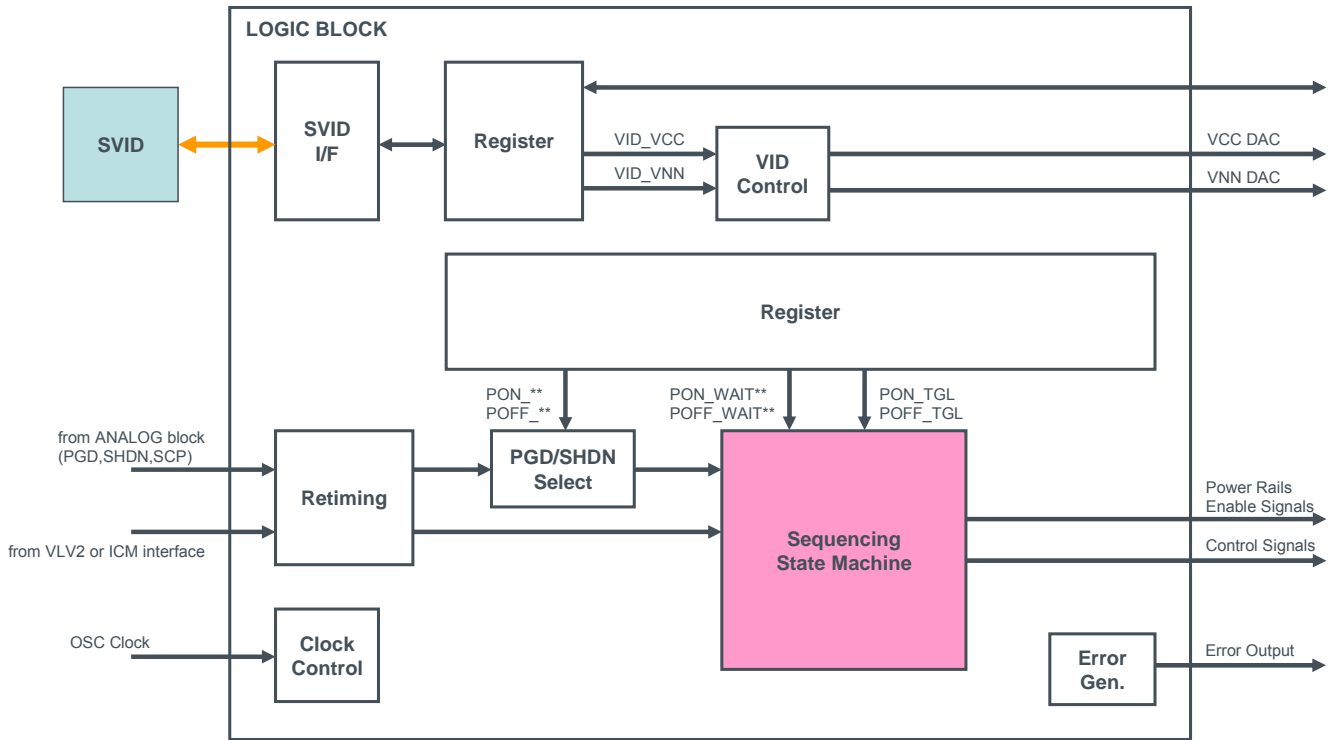 LOGIC BLOCK
SVID
SVID
I/F
Register
VID_VCC
VID_VNN
VID
Control
VCC DAC
VNN DAC
Register
PON_**
POFF_**
PON_WAIT**
POFF_WAIT**
PON_TGL
POFF_TGL
from ANALOG block
(PGD,SHDN,SCP)
Retiming
PGD/SHDN
Select
from VLV2 or ICM interface
Sequencing
State Machine
Power Rails
Enable Signals
Control Signals
OSC Clock
Clock
Control
Error
Gen.
Error Output